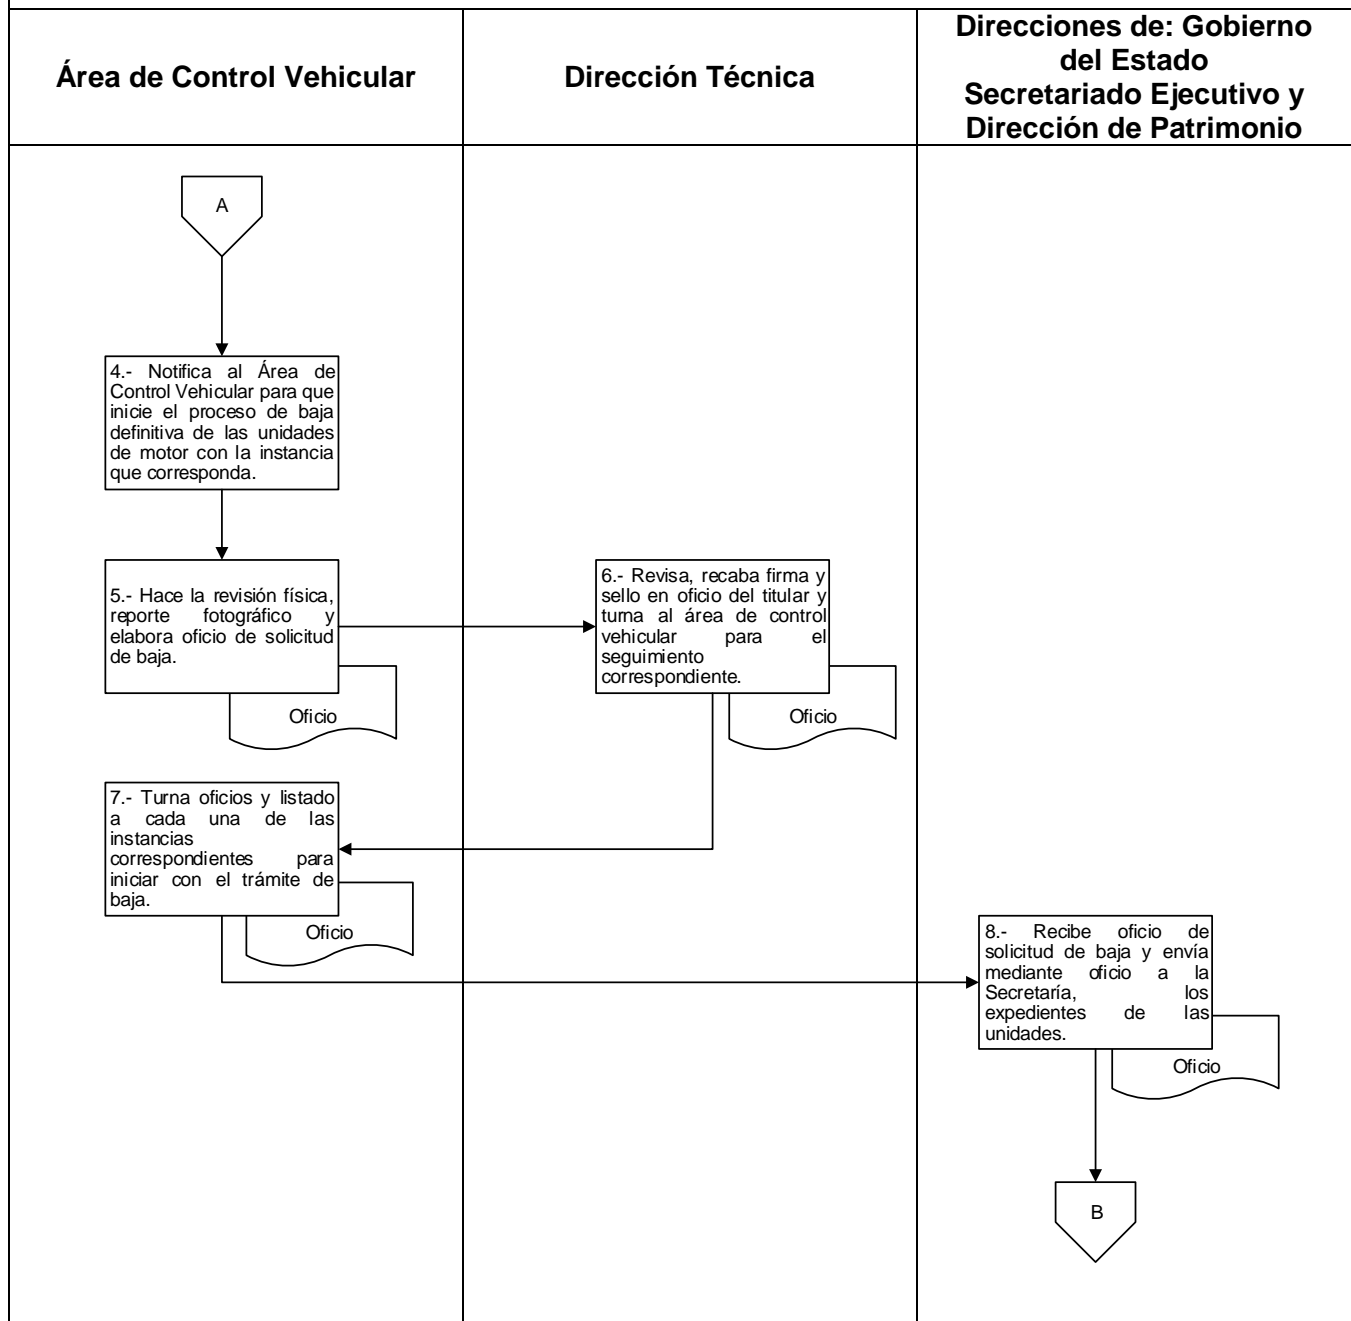 Área de Control Vehicular
Dirección Técnica
Direcciones de: Gobierno
del Estado
Secretariado Ejecutivo y
Dirección de Patrimonio
A
4.- Notifica al Área de
Control Vehicular para que
inicie el proceso de baja
definitiva de las unidades
de motor con la instancia
que corresponda.
5.- Hace la revisión física,
reporte fotográfico y
elabora oficio de solicitud
de baja.
Oficio
6.- Revisa, recaba firma y
sello en oficio del titular y
turna al área de control
vehicular para el
seguimiento
correspondiente.
Oficio
7.- Turna oficios y listado
a cada una de las
instancias
correspondientes para
iniciar con el trámite de
baja.
Oficio
8.- Recibe oficio de
solicitud de baja y envía
mediante oficio a la
Secretaría, los
expedientes de las
unidades.
Oficio
B